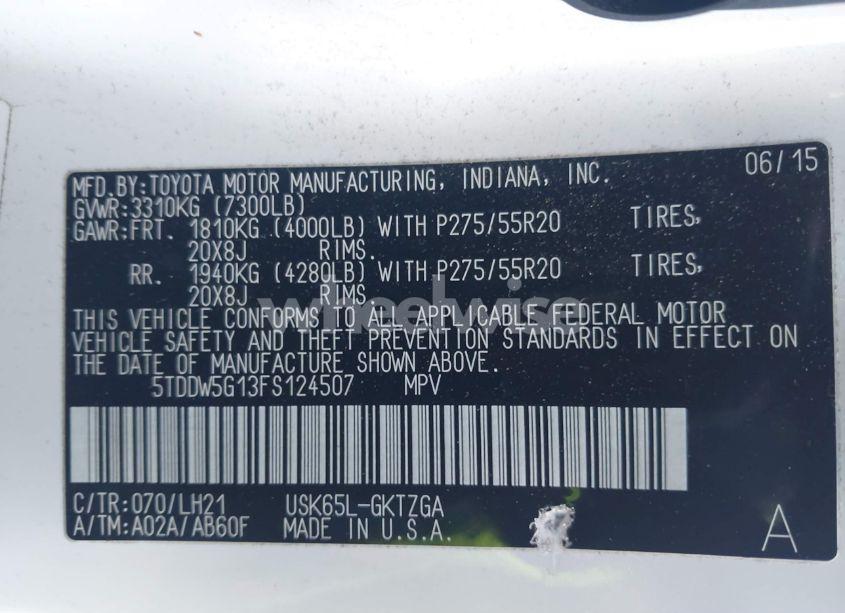 06/15
MFD.BY:TOYOTA MOTOR MANUFACTURING, INDIANA, INC.
GVWR:3310KG (7300LB)
GAWR:FRT. 1810KG (4000LB) WITH P275/55R20 TIRES,
20X8J RIMS.
RR. 1940KG (4280LB) WITH P275/55R20 TIRES,
20X8J RIMS.
wheelwise
THIS VEHICLE CONFORMS TO ALL APPLICABLE FEDERAL MOTOR
VEHICLE SAFETY AND THEFT PREVENTION STANDARDS IN EFFECT ON
THE DATE OF MANUFACTURE SHOWN ABOVE.
5TDDW5G13FS124507 MPV
C/TR:070/LH21 USK65L-GKTZGA
A/TM:A02A/AB60F MADE IN U.S.A.
A